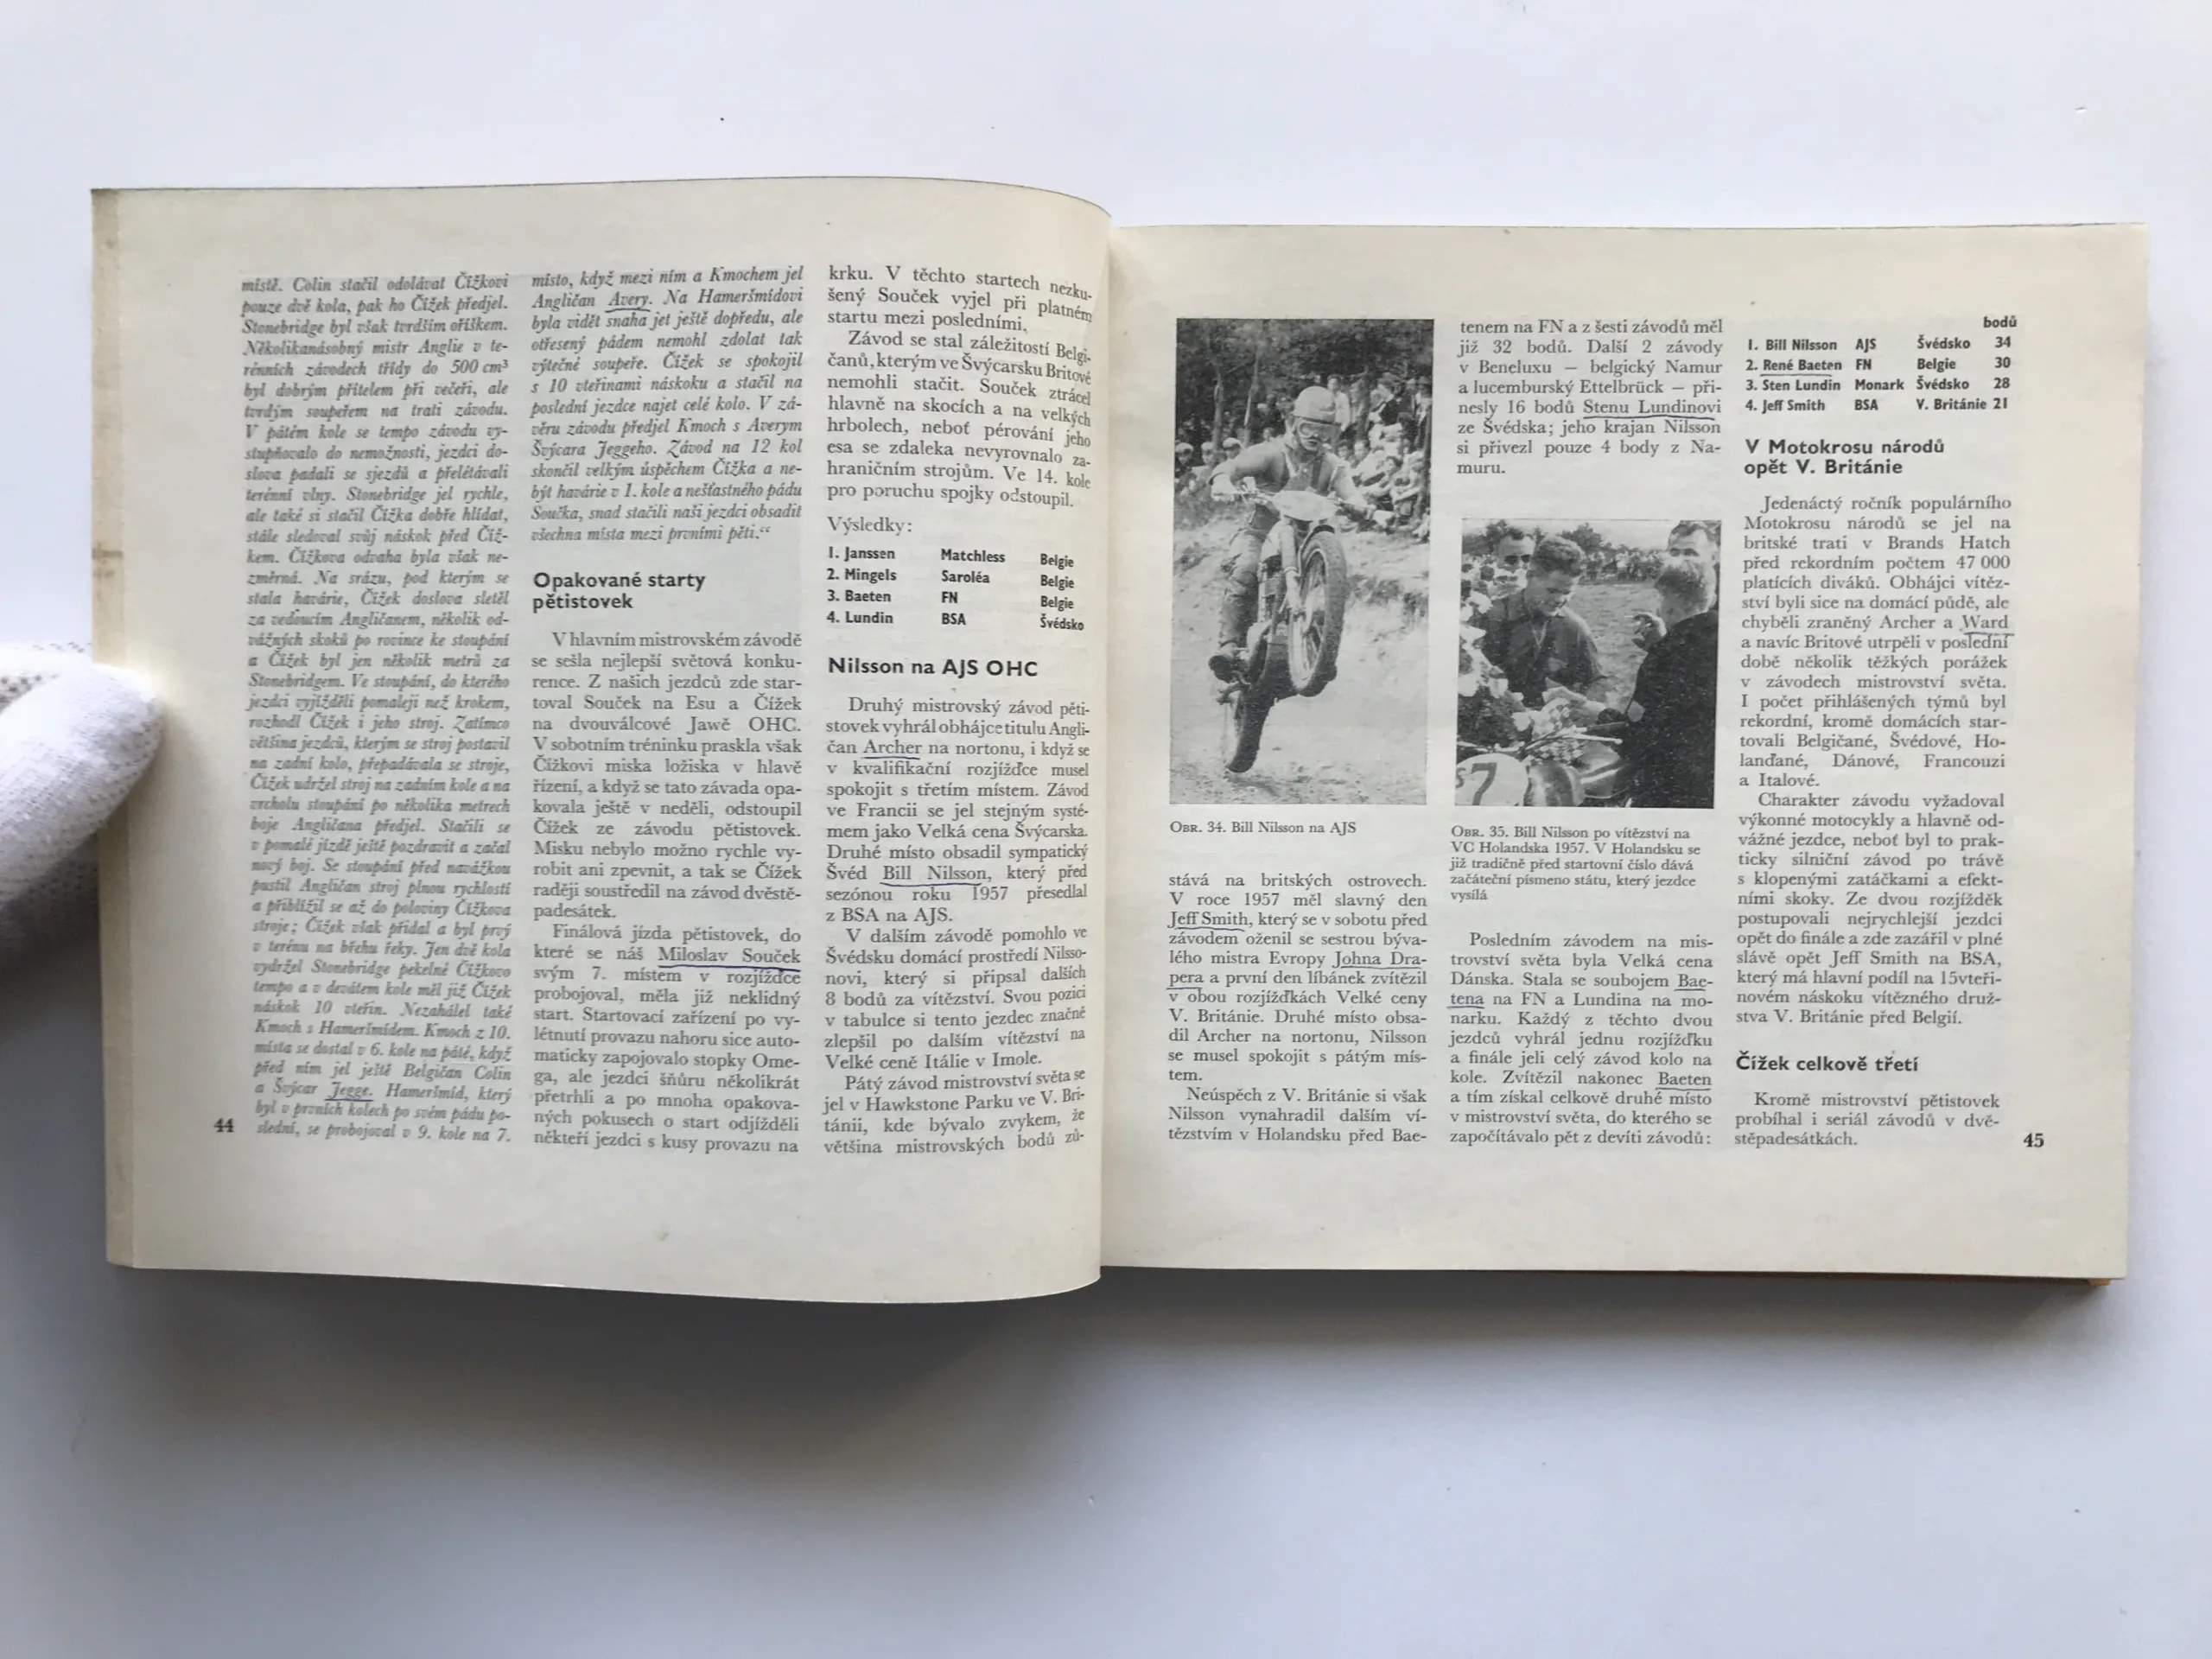 místě. Colin stačil odolávat Čížkovi
pouze dvě kola, pak ho Čížek předjel.
Stonebridge byl však tvrdším oříškem.
Několikanásobný mistr Anglie v te-
rénních závodech třídy do 500 cm³
byl dobrým přítelem při večeři, ale
tvrdým soupeřem na trati závodu.
V pátém kole se tempo závodu vy-
stupňovalo do nemožnosti, jezdci do-
slova padali se sjezdů a přelétávali
terénní vlny. Stonebridge jel rychle,
ale také si stačil Čížka dobře hlídat,
stále sledoval svůj náskok před Číž-
kem. Čížkova odvaha byla však ne-
změrná. Na srázu, pod kterým se
stala havárie, Čížek doslova sletěl
za vedoucím Angličanem, několik od-
vážných skoků po rovince ke stoupání
a Čížek byl jen několik metrů za
Stonebridgem. Ve stoupání, do kterého
jezdci vyjížděli pomaleji než krokem,
rozhodl Čížek i jeho stroj. Zatímco
většina jezdců, kterým se stroj postavil
na zadní kolo, přepadávala se stroje,
Čížek udržel stroj na zadním kole a na
vrcholu stoupání po několika metrech
boje Angličana předjel. Stačili se
v pomalé jízdě ještě pozdravit a začal
nový boj. Se stoupání před navážkou
pustil Angličan stroj plnou rychlostí
a přiblížil se až do poloviny Čížkova
stroje; Čížek však přidal a byl prvý
v terénu na břehu řeky. Jen dvě kola
vydržel Stonebridge pekelné Čížkovo
tempo a v devátém kole měl již Čížek
náskok 10 vteřin. Nezahálel také
Kmoch s Hameršmídem. Kmoch z 10.
místa se dostal v 6. kole na páté, když
před ním jel ještě Belgičan Colin
a Švýcar Jegge. Hameršmíd, který
byl v prvních kolech po svém pádu po-
slední, se probojoval v 9. kole na 7.
44
místo, když mezi ním a Kmochem jel
Angličan Avery. Na Hameršmídovi
byla vidět snaha jet ještě dopředu, ale
otřesený pádem nemohl zdolat tak
výtečné soupeře. Čížek se spokojil
s 10 vteřinami náskoku a stačil na
poslední jezdce najet celé kolo. V zá-
věru závodu předjel Kmoch s Averym
Švýcara Jeggeho. Závod na 12 kol
skončil velkým úspěchem Čížka a ne-
být havárie v 1. kole a nešťastného pádu
Součka, snad stačili naši jezdci obsadit
všechna místa mezi prvními pěti.“
Opakované starty
pětistovek
V hlavním mistrovském závodě
se sešla nejlepší světová konku-
rence. Z našich jezdců zde star-
toval Souček na Esu a Čížek
na dvouválcové Jawě OHC.
V sobotním tréninku praskla však
Čížkovi miska ložiska v hlavě
řízení, a když se tato závada opa-
kovala ještě v neděli, odstoupil
Čížek ze závodu pětistovek.
Misku nebylo možno rychle vy-
robit ani zpevnit, a tak se Čížek
raději soustředil na závod dvěstě-
padesátek.
Finálová jízda pětistovek, do
které se náš Miloslav Souček
svým 7. místem v rozjížďce
probojoval, měla již neklidný
start. Startovací zařízení po vy-
létnutí provazu nahoru sice auto-
maticky zapojovalo stopky Ome-
ga, ale jezdci šňůru několikrát
přetrhli a po mnoha opakova-
ných pokusech o start odjížděli
někteří jezdci s kusy provazu na
krku. V těchto startech nezku-
šený Souček vyjel při platném
startu mezi posledními.
Závod se stal záležitostí Belgi-
čanů, kterým ve Švýcarsku Britové
nemohli stačit. Souček ztrácel
hlavně na skocích a na velkých
hrbolech, neboť pérování jeho
esa se zdaleka nevyrovnalo za-
hraničním strojům. Ve 14. kole
pro poruchu spojky odstoupil.
Výsledky:
1. Janssen Matchless Belgie
2. Mingels Saroléa Belgie
3. Baeten FN Belgie
4. Lundin BSA Švédsko
Nilsson na AJS OHC
Druhý mistrovský závod pěti-
stovek vyhrál obhájce titulu Angli-
čan Archer na nortonu, i když se
v kvalifikační rozjížďce musel
spokojit s třetím místem. Závod
ve Francii se jel stejným systé-
mem jako Velká cena Švýcarska.
Druhé místo obsadil sympatický
Švéd Bill Nilsson, který před
sezónou roku 1957 přesedlal
z BSA na AJS.
V dalším závodě pomohlo ve
Švédsku domácí prostředí Nilsso-
novi, který si připsal dalších
8 bodů za vítězství. Svou pozici
v tabulce si tento jezdec značně
zlepšil po dalším vítězství na
Velké ceně Itálie v Imole.
Pátý závod mistrovství světa se
jel v Hawkstone Parku ve V. Bri-
tánii, kde bývalo zvykem, že
většina mistrovských bodů zů-
OBR. 34. Bill Nilsson na AJS
stává na britských ostrovech.
V roce 1957 měl slavný den
Jeff Smith, který se v sobotu před
závodem oženil se sestrou býva-
lého mistra Evropy Johna Dra-
pera a první den líbánek zvítězil
v obou rozjížďkách Velké ceny
V. Británie. Druhé místo obsa-
dil Archer na nortonu, Nilsson
se musel spokojit s pátým mís-
tem.
Neúspěch z V. Británie si však
Nilsson vynahradil dalším ví-
tězstvím v Holandsku před Bae-
tenem na FN a z šesti závodů měl
již 32 bodů. Další 2 závody
v Beneluxu — belgický Namur
a lucemburský Ettelbrück — při-
nesly 16 bodů Stenu Lundinovi
ze Švédska; jeho krajan Nilsson
si přivezl pouze 4 body z Na-
muru.
57
OBR. 35. Bill Nilsson po vítězství na
VC Holandska 1957. V Holandsku se
již tradičně před startovní číslo dává
začáteční písmeno státu, který jezdce
vysílá
Posledním závodem na mis-
trovství světa byla Velká cena
Dánska. Stala se soubojem Bae-
tena na FN a Lundina na mo-
narku. Každý z těchto dvou
jezdců vyhrál jednu rozjížďku
a finále jeli celý závod kolo na
kole. Zvítězil nakonec Baeten
a tím získal celkově druhé místo
v mistrovství světa, do kterého se
započítávalo pět z devíti závodů:
bodů
1. Bill Nilsson AJS Švédsko 34
2. René Baeten FN Belgie 30
3. Sten Lundin Monark Švédsko 28
4. Jeff Smith BSA V. Británie 21
V Motokrosu národů
opět V. Británie
Jedenáctý ročník populárního
Motokrosu národů se jel na
britské trati v Brands Hatch
před rekordním počtem 47 000
platících diváků. Obhájci vítěz-
ství byli sice na domácí půdě, ale
chyběli zraněný Archer a Ward
a navíc Britové utrpěli v poslední
době několik těžkých porážek
v závodech mistrovství světa.
I počet přihlášených týmů byl
rekordní, kromě domácích star-
tovali Belgičané, Švédové, Ho-
lanďané, Dánové, Francouzi
a Italové.
Charakter závodu vyžadoval
výkonné motocykly a hlavně od-
vážné jezdce, neboť byl to prak-
ticky silniční závod po trávě
s klopenými zatáčkami a efekt-
ními skoky. Ze dvou rozjížděk
postupovali nejrychlejší jezdci
opět do finále a zde zazářil v plné
slávě opět Jeff Smith na BSA,
který má hlavní podíl na 15vteři-
novém náskoku vítězného druž-
stva V. Británie před Belgií.
Čížek celkově třetí
Kromě mistrovství pětistovek
probíhal i seriál závodů v dvě-
stěpadesátkách.
45